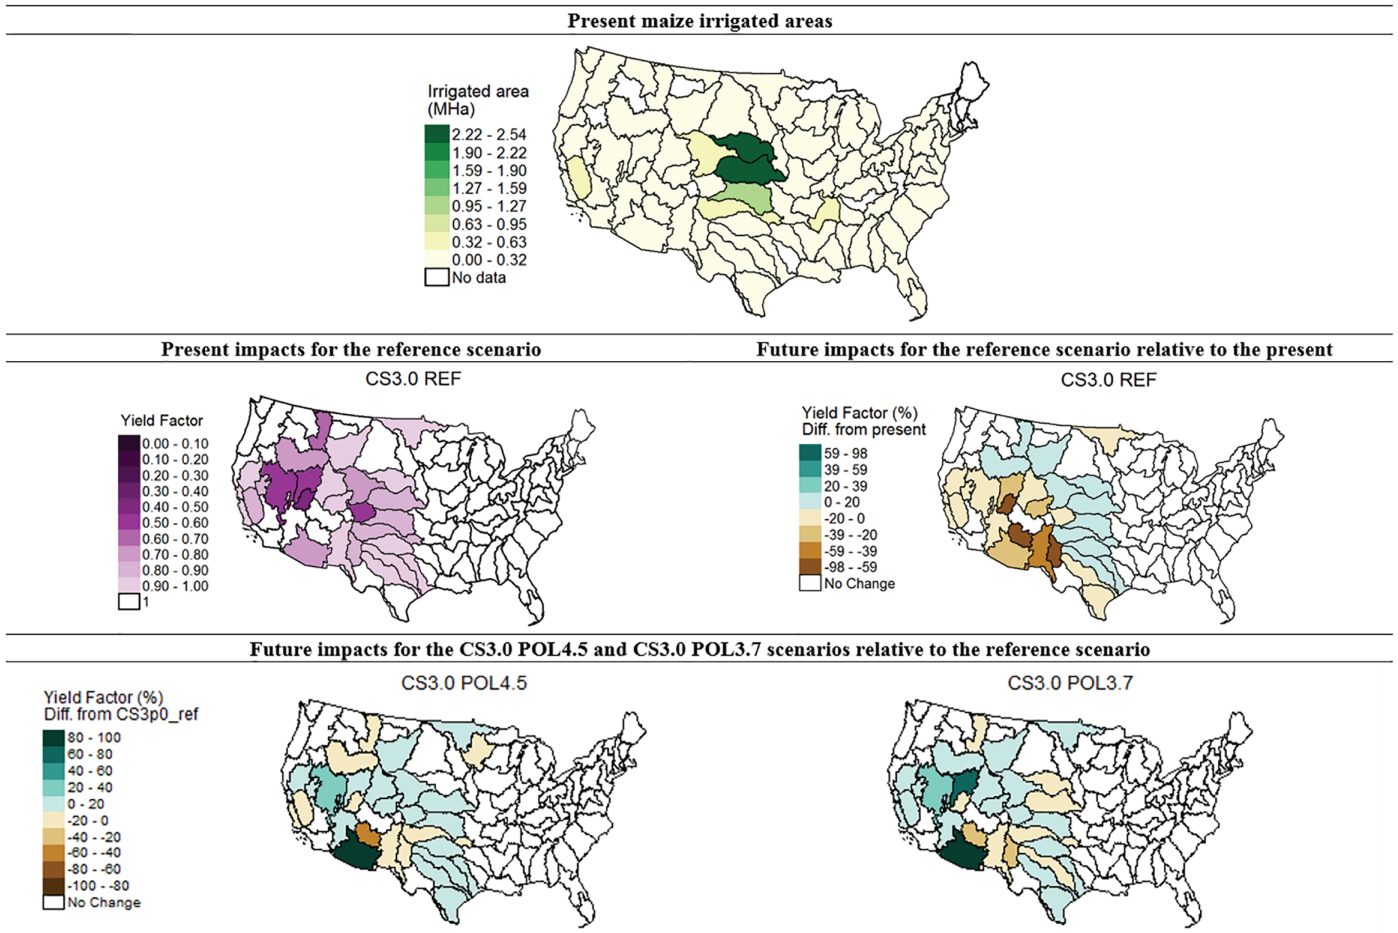 Present maize irrigated areas
Irrigated area
(MHa)
2.22 - 2.54
1.90 - 2.22
1.59 - 1.90
1.27 - 1.59
0.95 - 1.27
0.63 - 0.95
0.32 - 0.63
0.00 - 0.32
No data
Present impacts for the reference scenario
Future impacts for the reference scenario relative to the present
CS3.0 REF
Yield Factor
0.00 - 0.10
0.10 - 0.20
0.20 - 0.30
0.30 - 0.40
0.40 - 0.50
0.50 - 0.60
0.60 - 0.70
0.70 - 0.80
0.80 - 0.90
0.90 - 1.00
1
CS3.0 REF
Yield Factor (%)
Diff. from present
59 - 98
39 - 59
20 - 39
0 - 20
-20 - 0
-39 - -20
-59 - -39
-98 - -59
No Change
Future impacts for the CS3.0 POL4.5 and CS3.0 POL3.7 scenarios relative to the reference scenario
CS3.0 POL4.5
CS3.0 POL3.7
Yield Factor (%)
Diff. from CS3p0_ref
80 - 100
60 - 80
40 - 60
20 - 40
0 - 20
-20 - 0
-40 - -20
-60 - -40
-80 - -60
-100 - -80
No Change